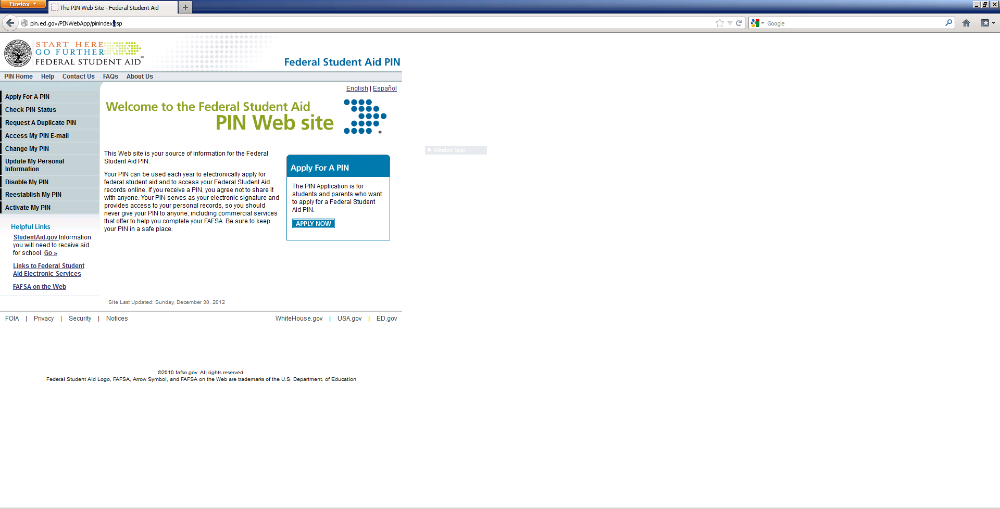 Firefox
The PIN Web Site - Federal Student Aid
pin.ed.gov/PINWebApp/pinindex.jsp
Google
START HERE
GO FURTHER
FEDERAL STUDENT AID
Federal Student Aid PIN
PIN Home Help Contact Us FAQs About Us
English | Español
Apply For A PIN
Check PIN Status
Request A Duplicate PIN
Access My PIN E-mail
Change My PIN
Update My Personal
Information
Disable My PIN
Reestablish My PIN
Activate My PIN
Helpful Links
StudentAid.gov Information
you will need to receive aid
for school. Go »
Links to Federal Student
Aid Electronic Services
FAFSA on the Web
Welcome to the Federal Student Aid
PIN Web site
®
This Web site is your source of information for the Federal
Student Aid PIN.
Your PIN can be used each year to electronically apply for
federal student aid and to access your Federal Student Aid
records online. If you receive a PIN, you agree not to share it
with anyone. Your PIN serves as your electronic signature and
provides access to your personal records, so you should
never give your PIN to anyone, including commercial services
that offer to help you complete your FAFSA. Be sure to keep
your PIN in a safe place.
Apply For A PIN
The PIN Application is for
students and parents who want
to apply for a Federal Student
Aid PIN.
APPLY NOW
Window Snip
Site Last Updated: Sunday, December 30, 2012
FOIA | Privacy | Security | Notices
WhiteHouse.gov | USA.gov | ED.gov
©2010 fafsa.gov. All rights reserved.
Federal Student Aid Logo, FAFSA, Arrow Symbol, and FAFSA on the Web are trademarks of the U.S. Department. of Education